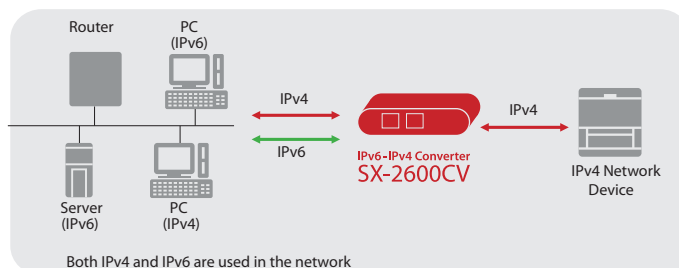 Router
PC
(IPv6)
IPv4
IPv6
IPv4
IPv6-IPv4 Converter
SX-2600CV
IPv4 Network
Device
Server
(IPv6)
PC
(IPv4)
Both IPv4 and IPv6 are used in the network